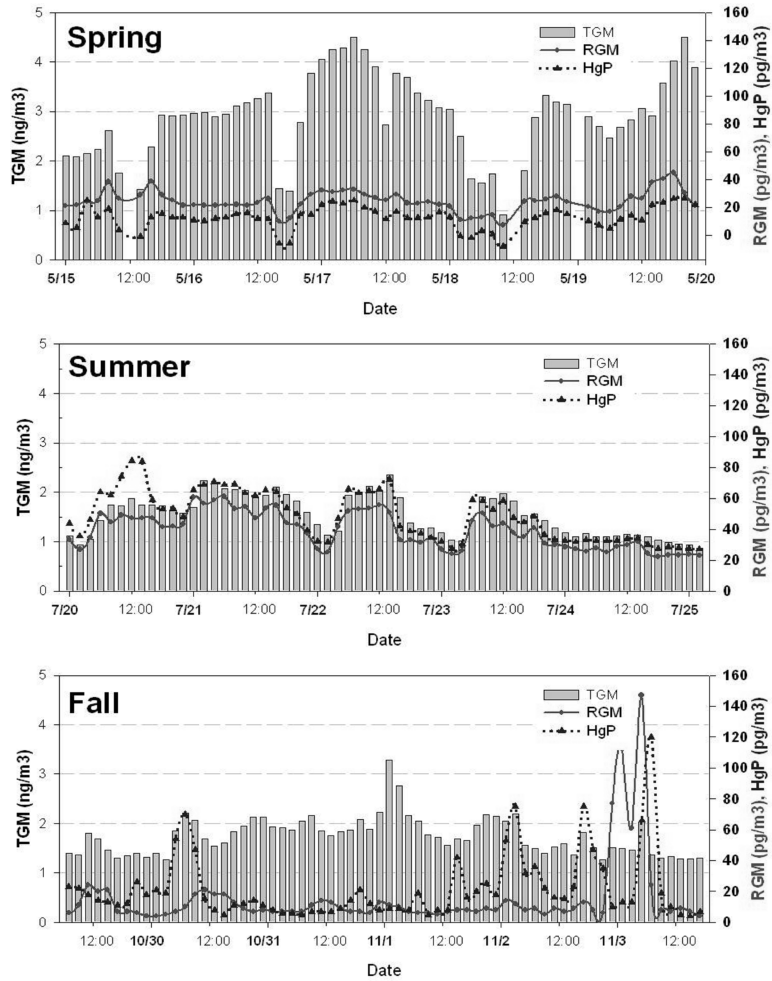 Spring
TGM
RGM
HgP
TGM (ng/m3)
5
4
3
2
1
0
160
140
120
100
80
60
40
20
0
RGM (pg/m3), HgP (pg/m3)
5/15 12:00 5/16 12:00 5/17 12:00 5/18 12:00 5/19 12:00 5/20
Date
Summer
TGM
RGM
HgP
TGM (ng/m3)
5
4
3
2
1
0
160
140
120
100
80
60
40
20
0
RGM (pg/m3), HgP (pg/m3)
7/20 12:00 7/21 12:00 7/22 12:00 7/23 12:00 7/24 12:00 7/25
Date
Fall
TGM
RGM
HgP
TGM (ng/m3)
5
4
3
2
1
0
160
140
120
100
80
60
40
20
0
RGM (pg/m3), HgP (pg/m3)
12:00 10/30 12:00 10/31 12:00 11/1 12:00 11/2 12:00 11/3 12:00
Date